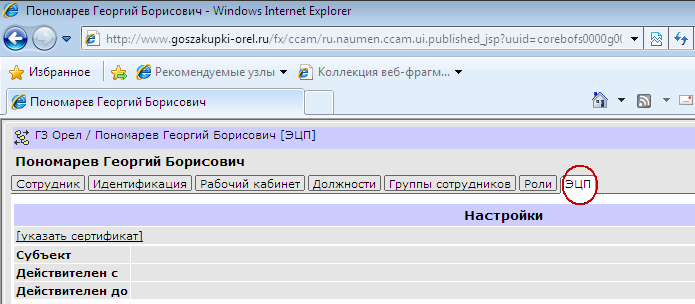 Пономарев Георгий Борисович - Windows Internet Explorer
http://www.goszakupki-orel.ru/fx/ccam/ru.naumen.ccam.ui.published_jsp?uuid=corebofs0000g00
Избранное Рекомендуемые узлы Коллекция веб-фрагм...
Пономарев Георгий Борисович
ГЗ Орел / Пономарев Георгий Борисович [ЭЦП]
Пономарев Георгий Борисович
Сотрудник Идентификация Рабочий кабинет Должности Группы сотрудников Роли ЭЦП
Настройки
[указать сертификат]
Субъект
Действителен с
Действителен до